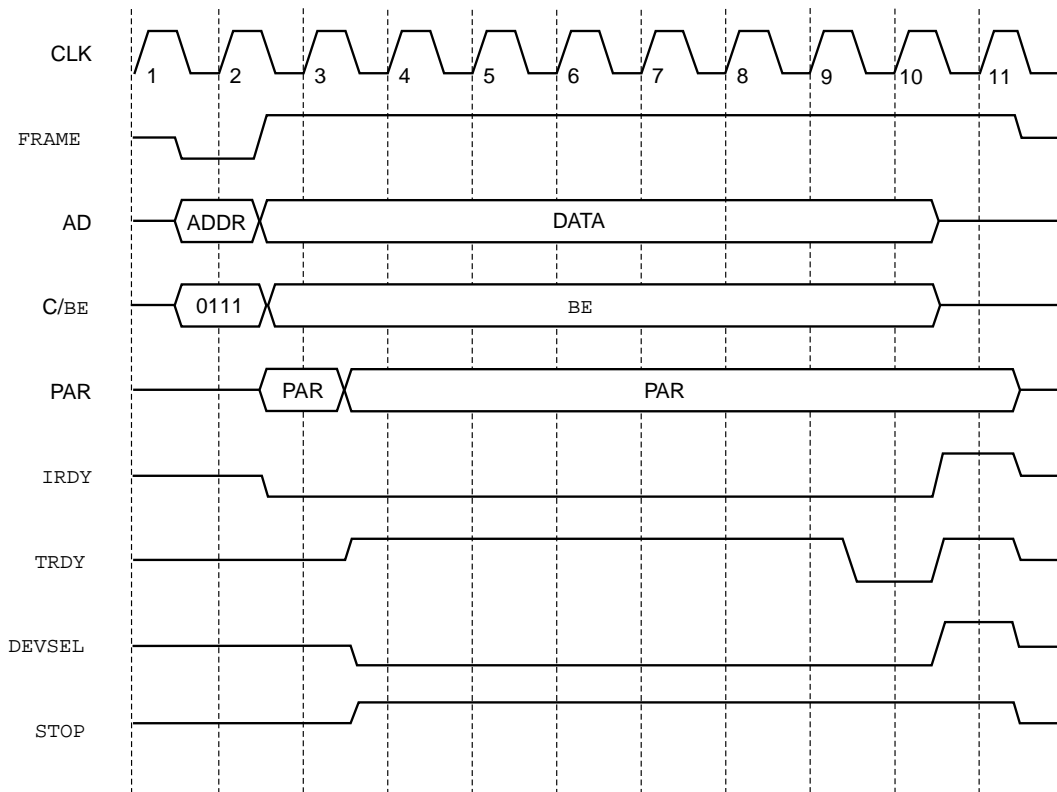 CLK
1 2 3 4 5 6 7 8 9 10 11
FRAME
AD ADDR DATA
C/BE 0111 BE
PAR PAR PAR
IRDY
TRDY
DEVSEL
STOP